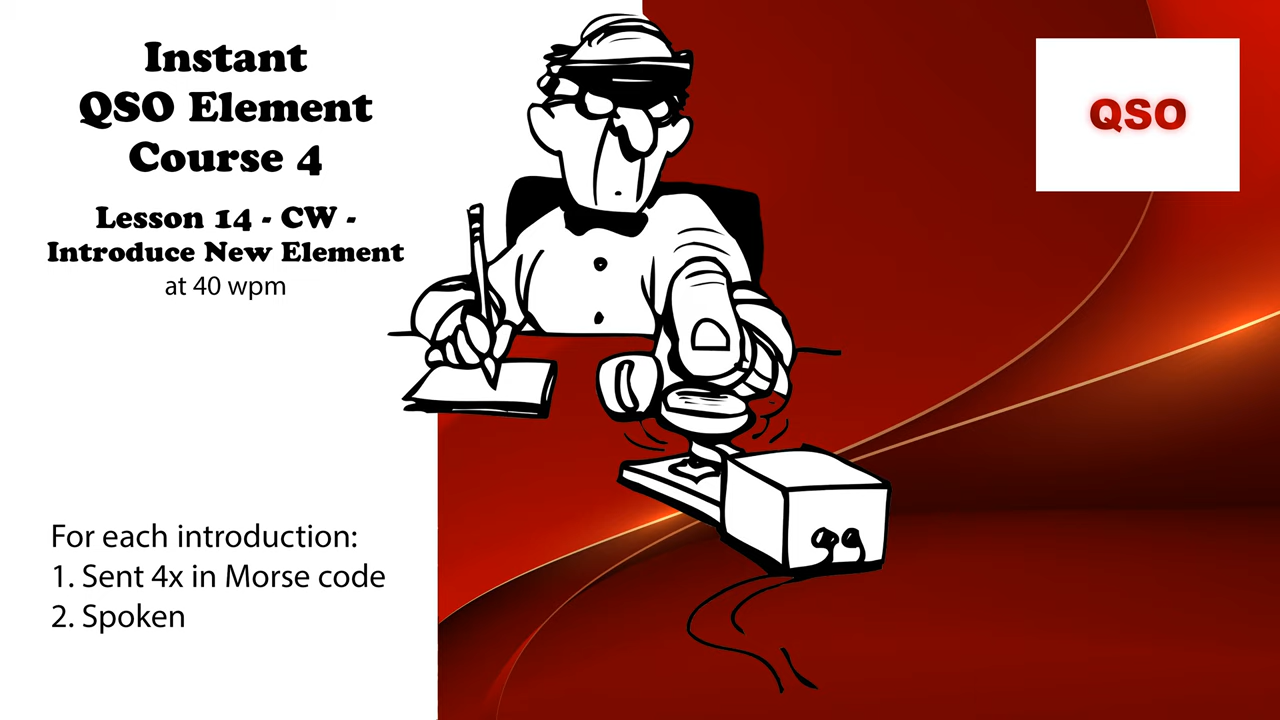 Instant
QSO Element
Course 4
Lesson 14 - CW -
Introduce New Element
at 40 wpm
QSO
For each introduction:
1. Sent 4x in Morse code
2. Spoken